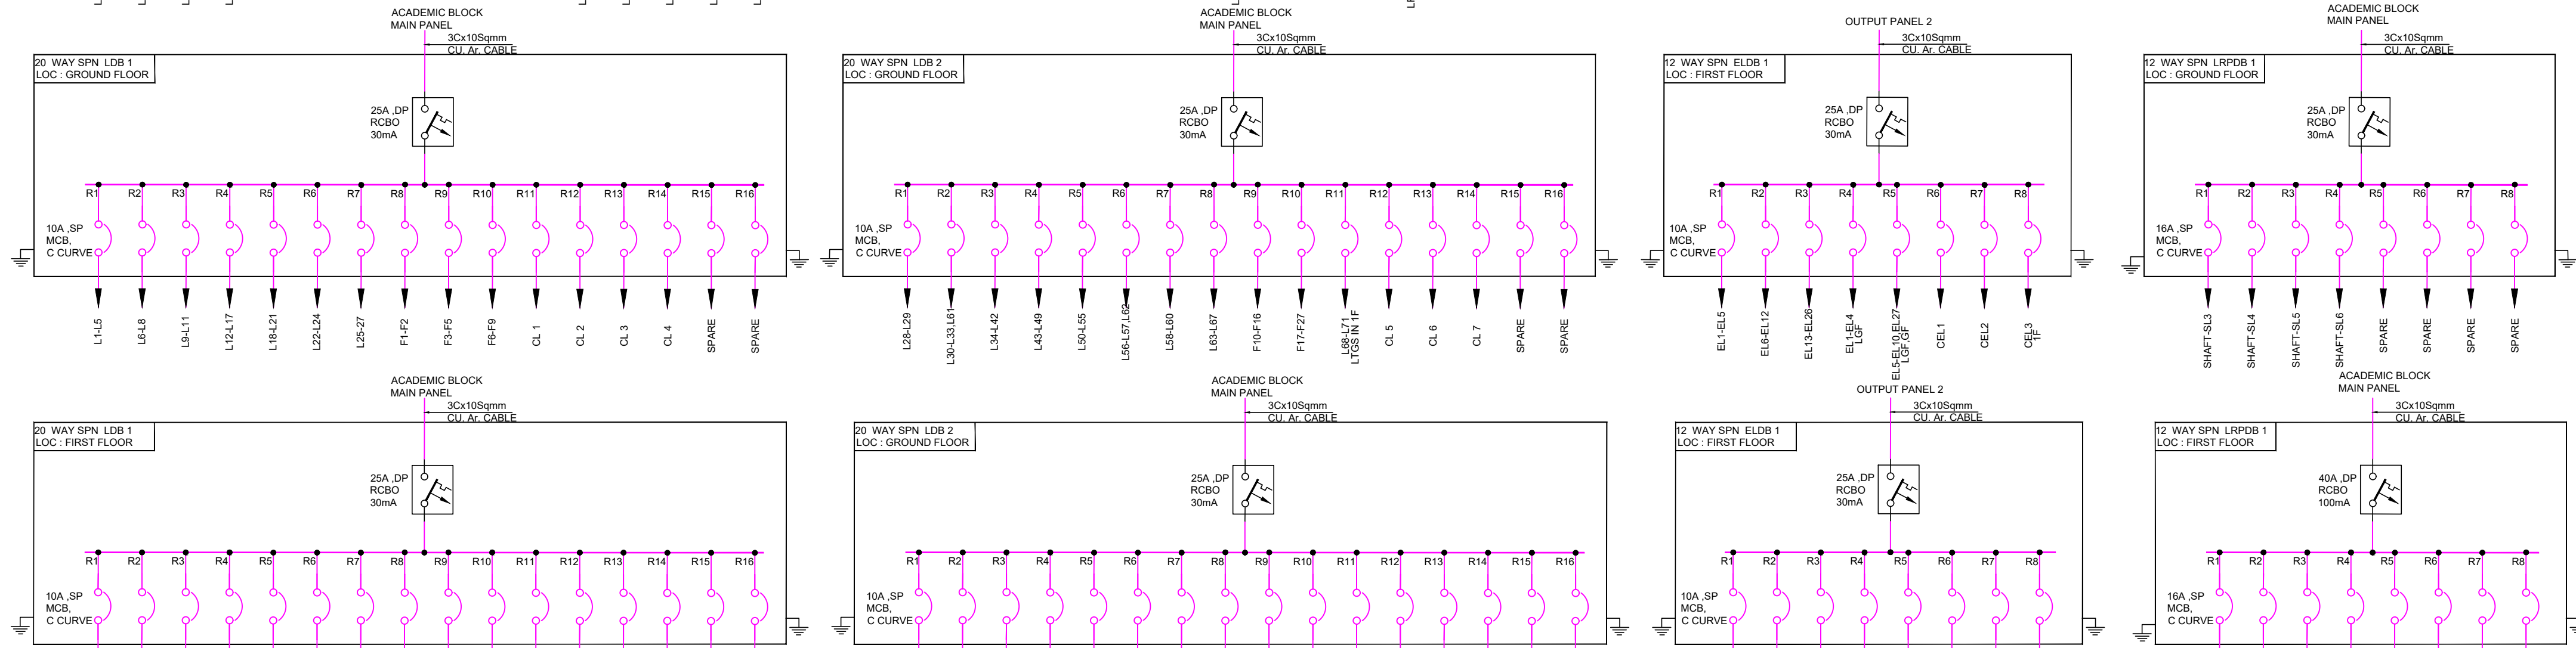 ACADEMIC BLOCK
MAIN PANEL
3Cx10Sqmm
CU. Ar. CABLE
20 WAY SPN LDB 1
LOC : GROUND FLOOR
25A ,DP
RCBO
30mA
R1 R2 R3 R4 R5 R6 R7 R8 R9 R10 R11 R12 R13 R14 R15 R16
10A ,SP
MCB,
C CURVE
L1-L5
L6-L8
L9-L11
L12-L17
L18-L21
L22-L24
L25-27
F1-F2
F3-F5
F6-F9
CL 1
CL 2
CL 3
CL 4
SPARE
SPARE
ACADEMIC BLOCK
MAIN PANEL
3Cx10Sqmm
CU. Ar. CABLE
20 WAY SPN LDB 2
LOC : GROUND FLOOR
25A ,DP
RCBO
30mA
R1 R2 R3 R4 R5 R6 R7 R8 R9 R10 R11 R12 R13 R14 R15 R16
10A ,SP
MCB,
C CURVE
L28-L29
L30-L33,L61
L34-L42
L43-L49
L50-L55
L56-L57,L62
L58-L60
L63-L67
F10-F16
F17-F27
L68-L71
LTGS IN 1F
CL 5
CL 6
CL 7
SPARE
SPARE
OUTPUT PANEL 2
3Cx10Sqmm
CU. Ar. CABLE
12 WAY SPN ELDB 1
LOC : FIRST FLOOR
25A ,DP
RCBO
30mA
R1 R2 R3 R4 R5 R6 R7 R8
10A ,SP
MCB,
C CURVE
EL1-EL5
EL6-EL12
EL13-EL26
EL1-EL4
LGF
EL5-EL10,EL27
LGF,GF
CEL1
CEL2
CEL3
1F
ACADEMIC BLOCK
MAIN PANEL
3Cx10Sqmm
CU. Ar. CABLE
12 WAY SPN LRPDB 1
LOC : GROUND FLOOR
25A ,DP
RCBO
30mA
R1 R2 R3 R4 R5 R6 R7 R8
16A ,SP
MCB,
C CURVE
SHAFT-SL3
SHAFT-SL4
SHAFT-SL5
SHAFT-SL6
SPARE
SPARE
SPARE
SPARE
ACADEMIC BLOCK
MAIN PANEL
3Cx10Sqmm
CU. Ar. CABLE
20 WAY SPN LDB 1
LOC : FIRST FLOOR
25A ,DP
RCBO
30mA
R1 R2 R3 R4 R5 R6 R7 R8 R9 R10 R11 R12 R13 R14 R15 R16
10A ,SP
MCB,
C CURVE
ACADEMIC BLOCK
MAIN PANEL
3Cx10Sqmm
CU. Ar. CABLE
20 WAY SPN LDB 2
LOC : GROUND FLOOR
25A ,DP
RCBO
30mA
R1 R2 R3 R4 R5 R6 R7 R8 R9 R10 R11 R12 R13 R14 R15 R16
10A ,SP
MCB,
C CURVE
OUTPUT PANEL 2
3Cx10Sqmm
CU. Ar. CABLE
12 WAY SPN ELDB 1
LOC : FIRST FLOOR
25A ,DP
RCBO
30mA
R1 R2 R3 R4 R5 R6 R7 R8
10A ,SP
MCB,
C CURVE
ACADEMIC BLOCK
MAIN PANEL
3Cx10Sqmm
CU. Ar. CABLE
12 WAY SPN LRPDB 1
LOC : FIRST FLOOR
40A ,DP
RCBO
100mA
R1 R2 R3 R4 R5 R6 R7 R8
16A ,SP
MCB,
C CURVE